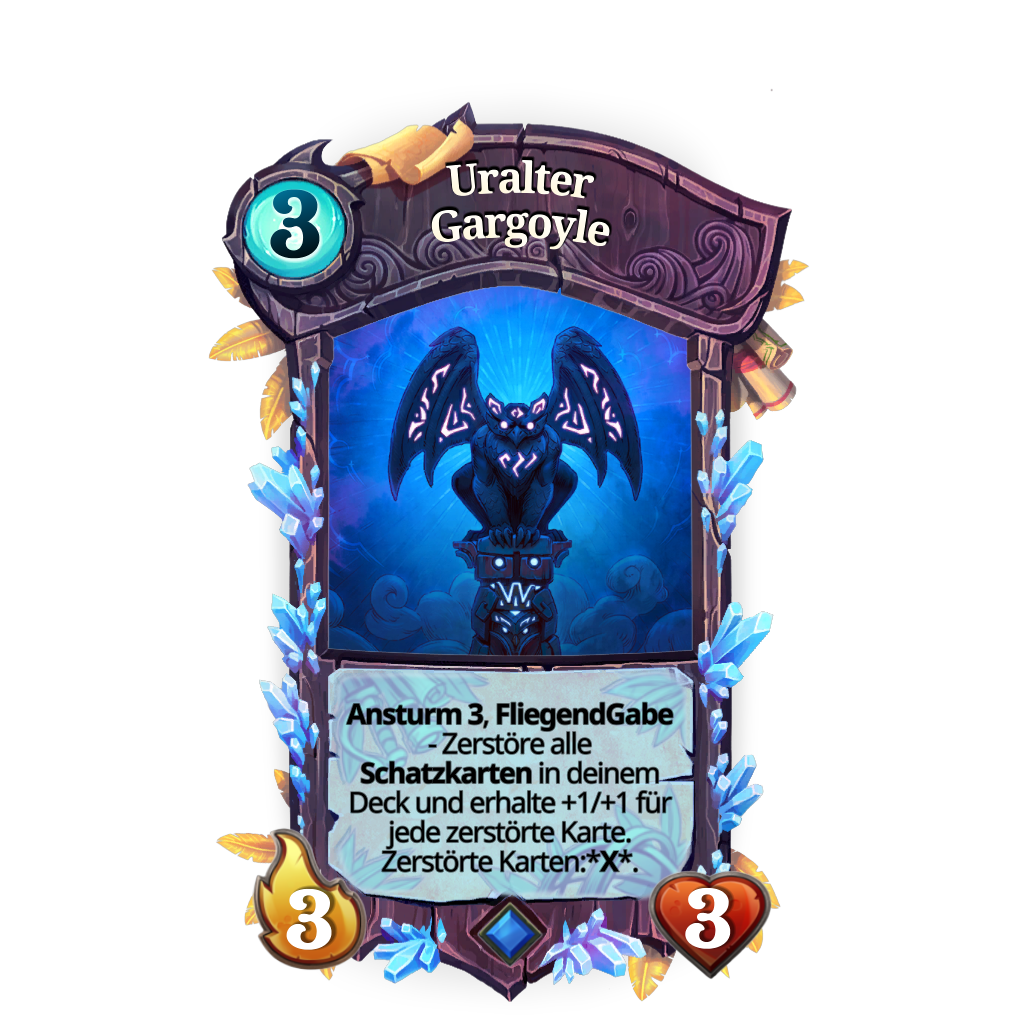 3
Uralter
Gargoyle
Ansturm 3, FliegendGabe
- Zerstöre alle
Schatzkarten in deinem
Deck und erhalte +1/+1 für
jede zerstörte Karte.
Zerstörte Karten:*X*.
3
3